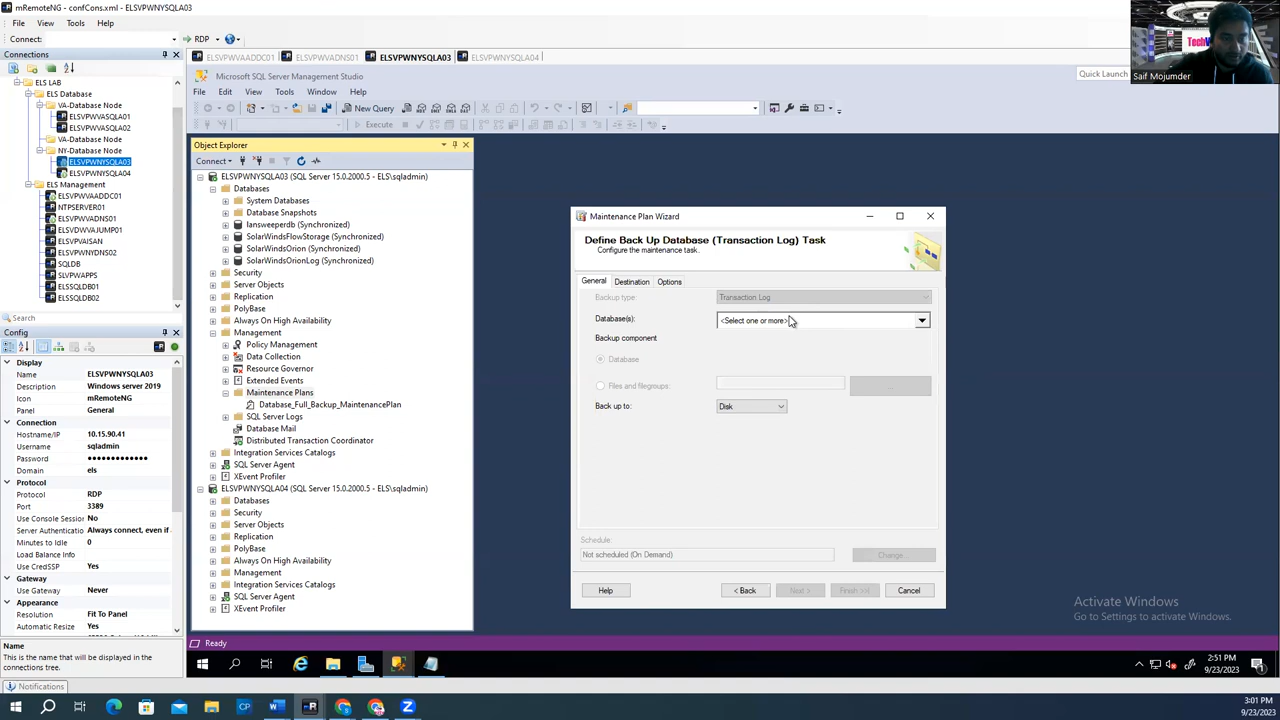 mRemoteNG - confCons.xml - ELSVPWNYSQLA03
File View Tools Help
Connect: RDP
Connections
ELS LAB
ELS Database
VA-Database Node
ELSVPWVASQLA01
ELSVPWVASQLA02
VA-Database Node
NY-Database Node
ELSVPWNYSQLA03
ELSVPWNYSQLA04
ELS Management
ELSVPWVAADDC01
NTPSERVER01
ELSVPWVADNS01
ELSVDWVAJUMP01
ELSVPVEAISAN
ELSVPWNYDNS02
SQLDB
SLVPWAPPS
ELSSQLDB01
ELSSQLDB02
Search
Config
Display
Name ELSVPWNYSQLA03
Description Windows server 2019
Icon mRemoteNG
Panel General
Connection
Hostname/IP 10.15.90.41
Username sqladmin
Password ●●●●●●●●●●●●●
Domain els
Protocol
Protocol RDP
Port 3389
Use Console Session No
Server Authentication Always connect, even if a
Minutes to Idle 0
Load Balance Info
Use CredSSP Yes
Gateway
Use Gateway Never
Appearance
Resolution Fit To Panel
Automatic Resize Yes
Name
This is the name that will be displayed in the
connections tree.
Notifications
ELSVPWVAADDC01 ELSVPWVADNS01 ELSVPWNYSQLA03 ELSVPWNYSQLA04
Microsoft SQL Server Management Studio
Quick Launch
File Edit View Tools Window Help
New Query
Execute
Object Explorer
Connect
ELSVPWNYSQLA03 (SQL Server 15.0.2000.5 - ELS\sqladmin)
Databases
System Databases
Database Snapshots
lansweeperdb (Synchronized)
SolarWindsFlowStorage (Synchronized)
SolarWindsOrion (Synchronized)
SolarWindsOrionLog (Synchronized)
Security
Server Objects
Replication
PolyBase
Always On High Availability
Management
Policy Management
Data Collection
Resource Governor
Extended Events
Maintenance Plans
Database_Full_Backup_MaintenancePlan
SQL Server Logs
Database Mail
Distributed Transaction Coordinator
Integration Services Catalogs
SQL Server Agent
XEvent Profiler
ELSVPWNYSQLA04 (SQL Server 15.0.2000.5 - ELS\sqladmin)
Databases
Security
Server Objects
Replication
PolyBase
Always On High Availability
Management
Integration Services Catalogs
SQL Server Agent
XEvent Profiler
Ready
Maintenance Plan Wizard
Define Back Up Database (Transaction Log) Task
Configure the maintenance task.
General Destination Options
Backup type: Transaction Log
Database(s): <Select one or more>
Backup component
Database
Files and filegroups: ...
Back up to: Disk
Schedule:
Not scheduled (On Demand) Change...
Help < Back Next > Finish >>| Cancel
Activate Windows
Go to Settings to activate Windows.
2:51 PM
9/23/2023
3:01 PM
9/23/2023
Saif Mojumder